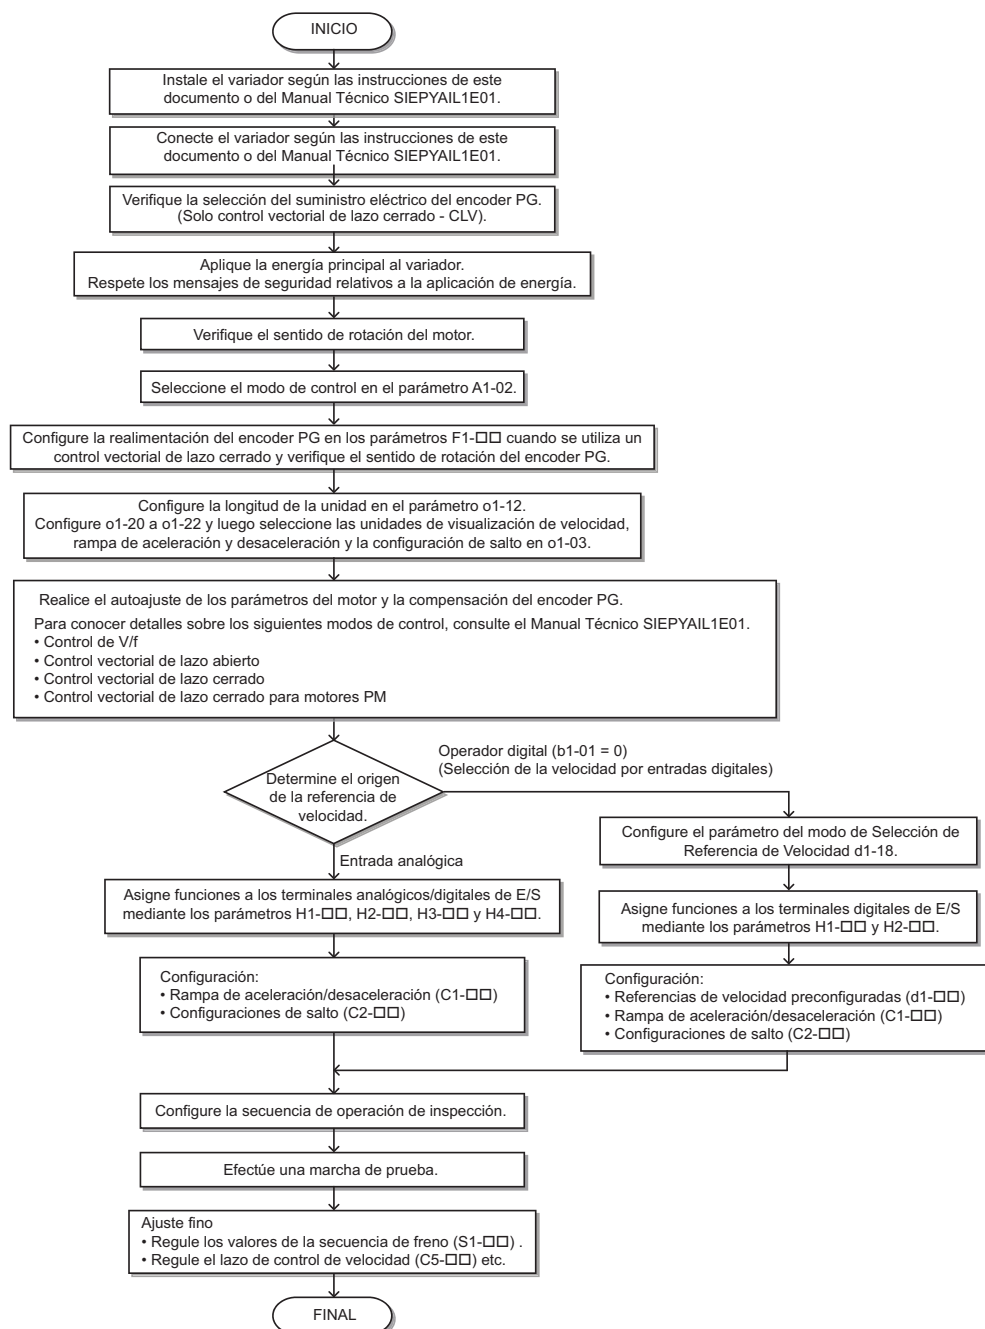 INICIO
Instale el variador según las instrucciones de este
documento o del Manual Técnico SIEPYAIL1E01.
Conecte el variador según las instrucciones de este
documento o del Manual Técnico SIEPYAIL1E01.
Verifique la selección del suministro eléctrico del encoder PG.
(Solo control vectorial de lazo cerrado - CLV).
Aplique la energía principal al variador.
Respete los mensajes de seguridad relativos a la aplicación de energía.
Verifique el sentido de rotación del motor.
Seleccione el modo de control en el parámetro A1-02.
Configure la realimentación del encoder PG en los parámetros F1-□□ cuando se utiliza un
control vectorial de lazo cerrado y verifique el sentido de rotación del encoder PG.
Configure la longitud de la unidad en el parámetro o1-12.
Configure o1-20 a o1-22 y luego seleccione las unidades de visualización de velocidad,
rampa de aceleración y desaceleración y la configuración de salto en o1-03.
Realice el autoajuste de los parámetros del motor y la compensación del encoder PG.
Para conocer detalles sobre los siguientes modos de control, consulte el Manual Técnico SIEPYAIL1E01.
• Control de V/f
• Control vectorial de lazo abierto
• Control vectorial de lazo cerrado
• Control vectorial de lazo cerrado para motores PM
Determine el origen
de la referencia de
velocidad.
Operador digital (b1-01 = 0)
(Selección de la velocidad por entradas digitales)
Entrada analógica
Asigne funciones a los terminales analógicos/digitales de E/S
mediante los parámetros H1-□□, H2-□□, H3-□□ y H4-□□.
Configuración:
• Rampa de aceleración/desaceleración (C1-□□)
• Configuraciones de salto (C2-□□)
Configure el parámetro del modo de Selección de
Referencia de Velocidad d1-18.
Asigne funciones a los terminales digitales de E/S
mediante los parámetros H1-□□ y H2-□□.
Configuración:
• Referencias de velocidad preconfiguradas (d1-□□)
• Rampa de aceleración/desaceleración (C1-□□)
• Configuraciones de salto (C2-□□)
Configure la secuencia de operación de inspección.
Efectúe una marcha de prueba.
Ajuste fino
• Regule los valores de la secuencia de freno (S1-□□) .
• Regule el lazo de control de velocidad (C5-□□) etc.
FINAL